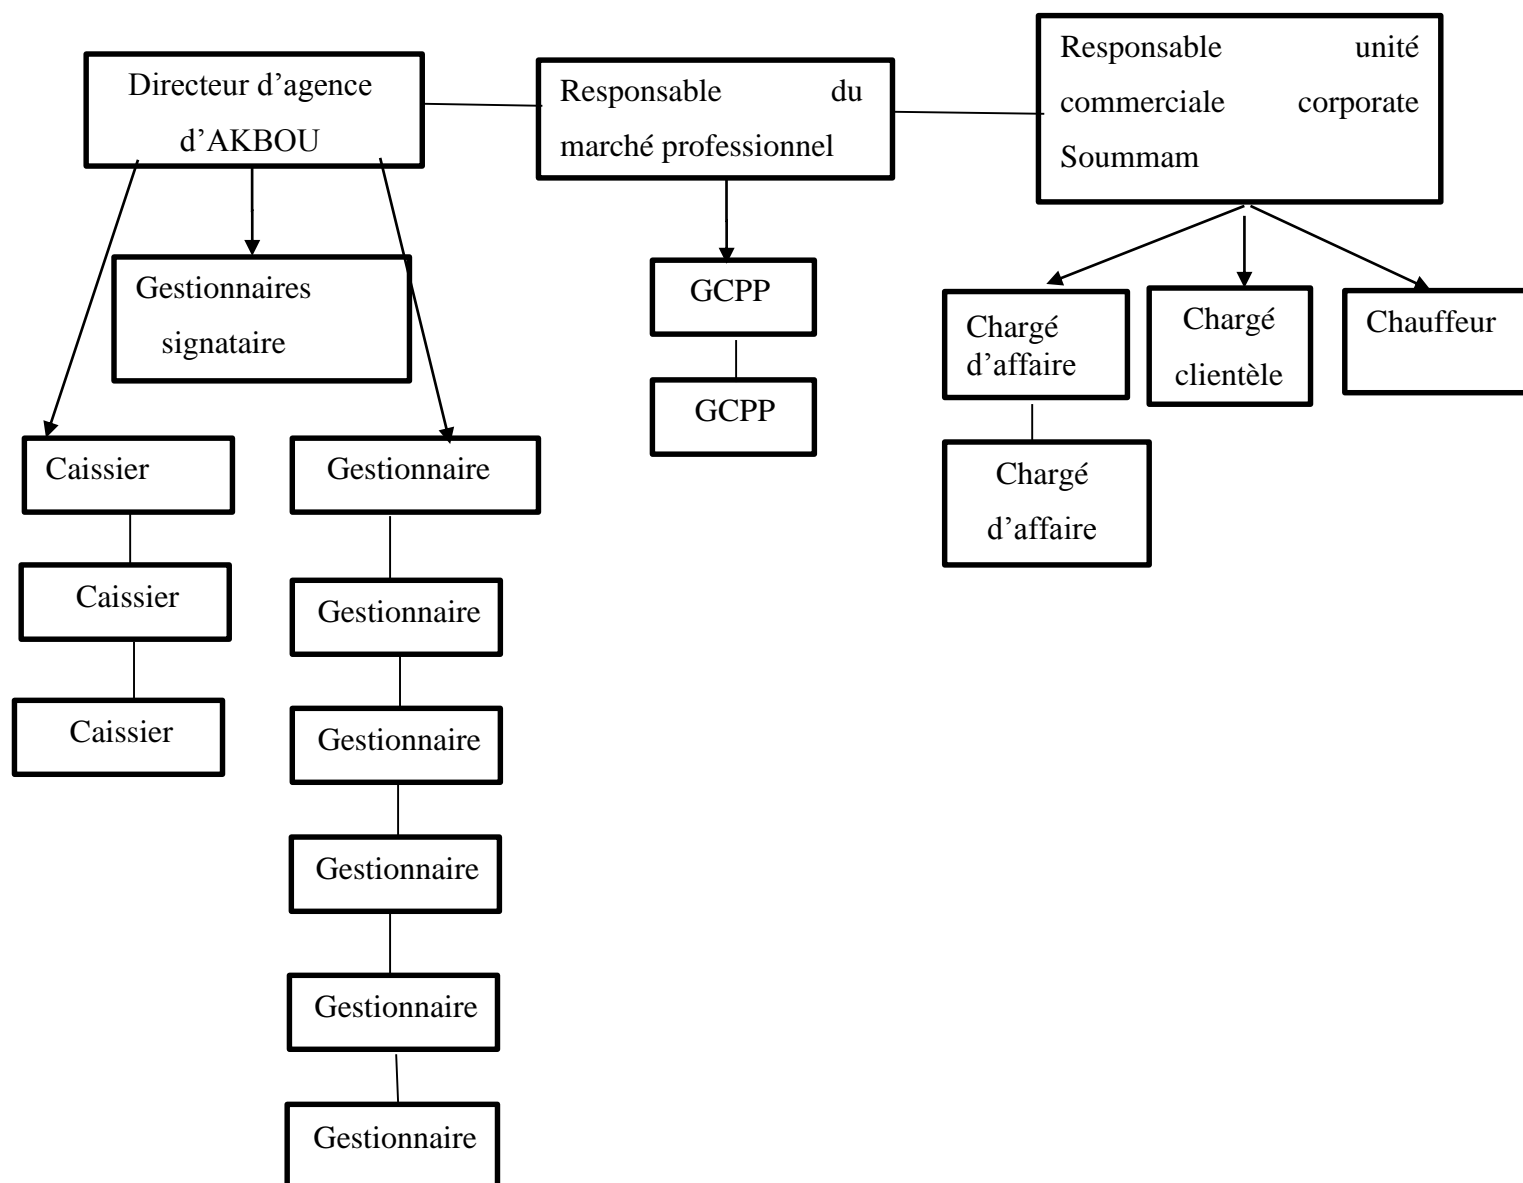 Directeur d’agence
d’AKBOU
Responsable du
marché professionnel
Responsable unité
commerciale corporate
Soummam
Gestionnaires
signataire
GCPP
GCPP
Chargé
d’affaire
Chargé
clientèle
Chauffeur
Chargé
d’affaire
Caissier
Caissier
Caissier
Gestionnaire
Gestionnaire
Gestionnaire
Gestionnaire
Gestionnaire
Gestionnaire